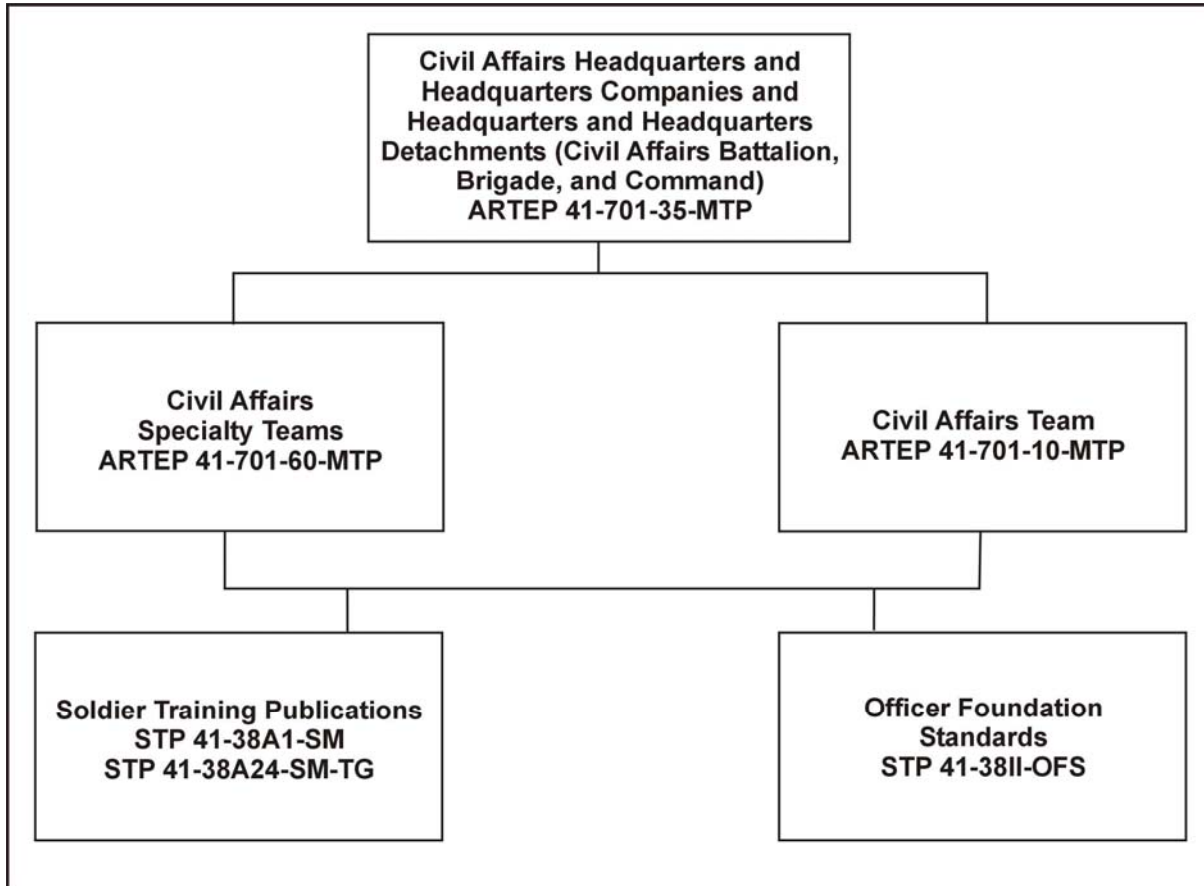 Civil Affairs Headquarters and
Headquarters Companies and
Headquarters and Headquarters
Detachments (Civil Affairs Battalion,
Brigade, and Command)
ARTEP 41-701-35-MTP
Civil Affairs
Specialty Teams
ARTEP 41-701-60-MTP
Civil Affairs Team
ARTEP 41-701-10-MTP
Soldier Training Publications
STP 41-38A1-SM
STP 41-38A24-SM-TG
Officer Foundation
Standards
STP 41-38II-OFS